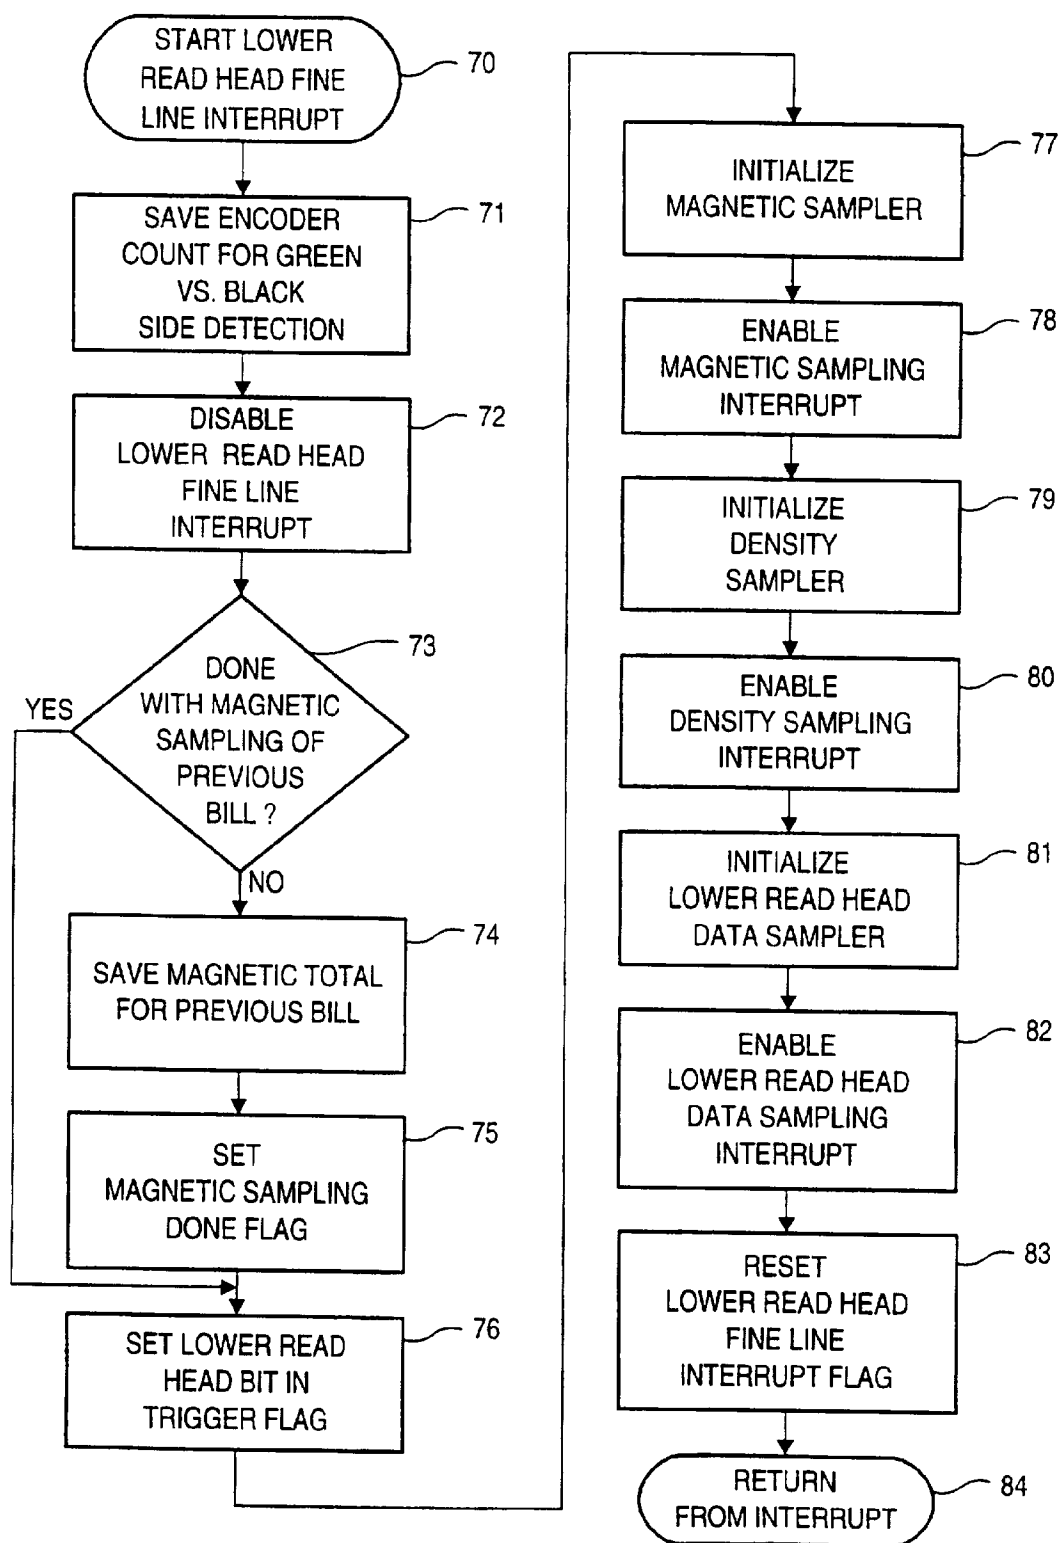 START LOWER
READ HEAD FINE
LINE INTERRUPT
70
SAVE ENCODER
COUNT FOR GREEN
VS. BLACK
SIDE DETECTION
71
DISABLE
LOWER READ HEAD
FINE LINE
INTERRUPT
72
DONE
WITH MAGNETIC
SAMPLING OF
PREVIOUS
BILL ?
73
YES
NO
SAVE MAGNETIC TOTAL
FOR PREVIOUS BILL
74
SET
MAGNETIC SAMPLING
DONE FLAG
75
SET LOWER READ
HEAD BIT IN
TRIGGER FLAG
76
INITIALIZE
MAGNETIC SAMPLER
77
ENABLE
MAGNETIC SAMPLING
INTERRUPT
78
INITIALIZE
DENSITY
SAMPLER
79
ENABLE
DENSITY SAMPLING
INTERRUPT
80
INITIALIZE
LOWER READ HEAD
DATA SAMPLER
81
ENABLE
LOWER READ HEAD
DATA SAMPLING
INTERRUPT
82
RESET
LOWER READ HEAD
FINE LINE
INTERRUPT FLAG
83
RETURN
FROM INTERRUPT
84